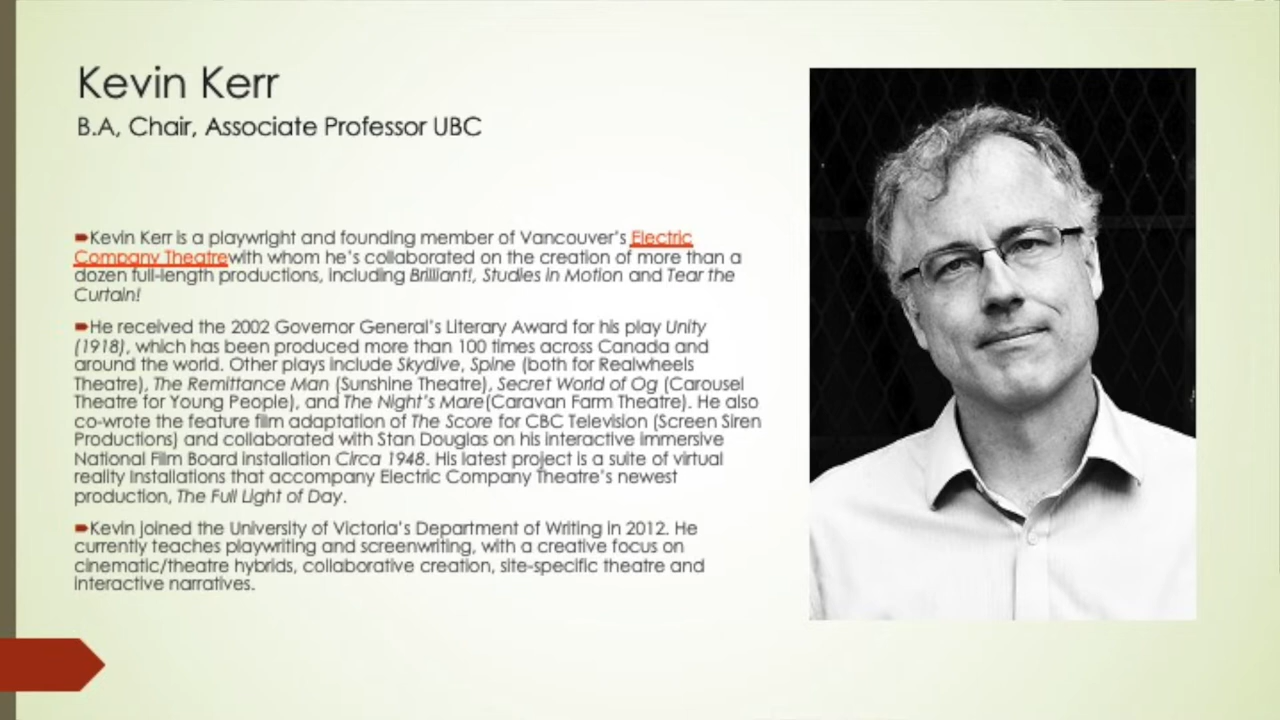 Kevin Kerr
B.A, Chair, Associate Professor UBC
Kevin Kerr is a playwright and founding member of Vancouver's Electric
Company Theatrewith whom he's collaborated on the creation of more than a
dozen full-length productions, including Brilliant!, Studies in Motion and Tear the
Curtain!
He received the 2002 Governor General's Literary Award for his play Unity
(1918), which has been produced more than 100 times across Canada and
around the world. Other plays include Skydive, Spine (both for Realwheels
Theatre), The Remittance Man (Sunshine Theatre), Secret World of Og (Carousel
Theatre for Young People), and The Night's Mare(Caravan Farm Theatre). He also
co-wrote the feature film adaptation of The Score for CBC Television (Screen Siren
Productions) and collaborated with Stan Douglas on his interactive immersive
National Film Board installation Circa 1948. His latest project is a suite of virtual
reality installations that accompany Electric Company Theatre's newest
production, The Full Light of Day.
Kevin joined the University of Victoria's Department of Writing in 2012. He
currently teaches playwriting and screenwriting, with a creative focus on
cinematic/theatre hybrids, collaborative creation, site-specific theatre and
interactive narratives.